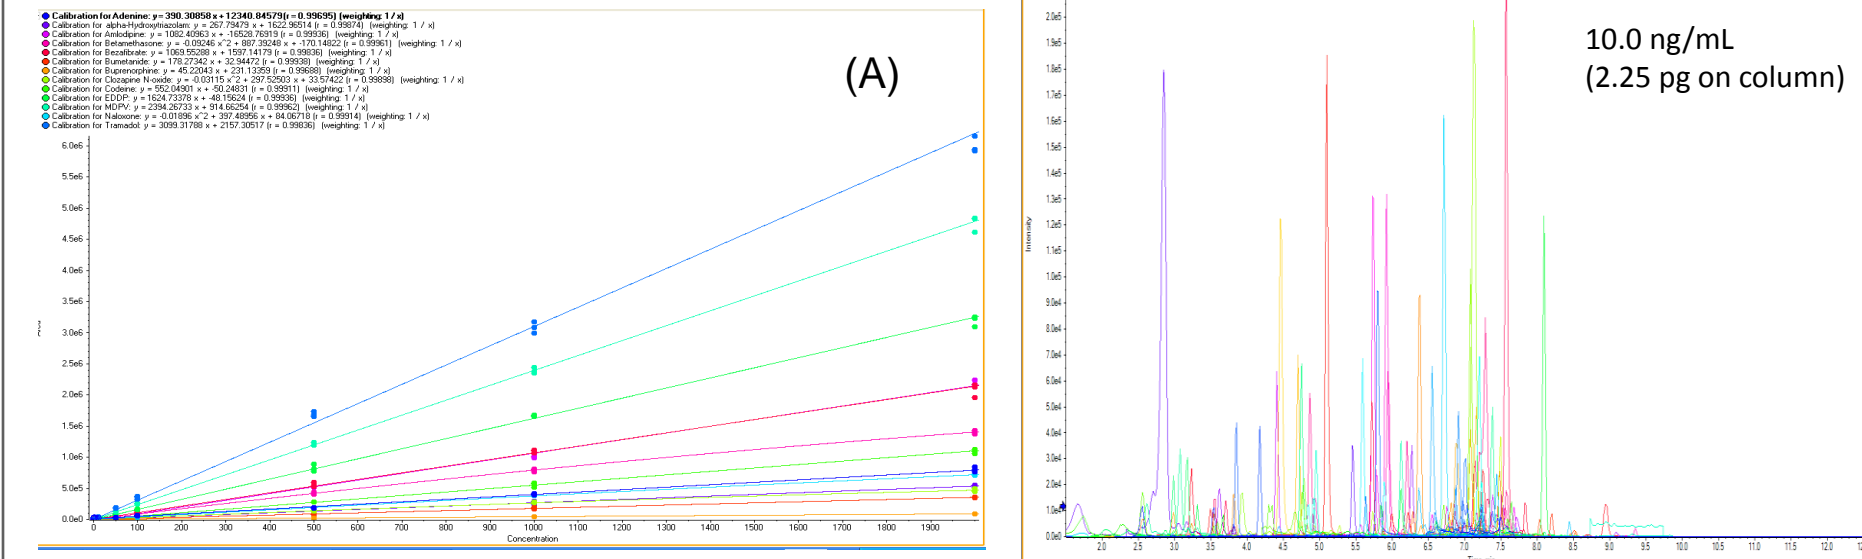 Calibration for Adenine: y = 390.30858 x + 12340.84579 (r = 0.99695) (weighting: 1 / x)
Calibration for alpha-Hydroxytriazolam: y = 267.79479 x + 1622.96514 (r = 0.99874) (weighting: 1 / x)
Calibration for Amlodipine: y = 1082.40963 x + -16528.76919 (r = 0.99936) (weighting: 1 / x)
Calibration for Betamethasone: y = -0.09246 x^2 + 887.39248 x + -170.14822 (r = 0.99961) (weighting: 1 / x)
Calibration for Bezafibrate: y = 1069.55288 x + 1597.14179 (r = 0.99836) (weighting: 1 / x)
Calibration for Bumetanide: y = 178.27342 x + 32.94472 (r = 0.99938) (weighting: 1 / x)
Calibration for Buprenorphine: y = 45.22043 x + 231.13359 (r = 0.99688) (weighting: 1 / x)
Calibration for Clozapine N-oxide: y = -0.03115 x^2 + 297.52503 x + 33.57422 (r = 0.99898) (weighting: 1 / x)
Calibration for Codeine: y = 552.04901 x + -50.24831 (r = 0.99911) (weighting: 1 / x)
Calibration for EDDP: y = 1624.73378 x + -48.15624 (r = 0.99936) (weighting: 1 / x)
Calibration for MDPV: y = 2394.26733 x + 914.66254 (r = 0.99962) (weighting: 1 / x)
Calibration for Naloxone: y = -0.01896 x^2 + 397.48956 x + 84.06718 (r = 0.99914) (weighting: 1 / x)
Calibration for Tramadol: y = 3099.31788 x + 2157.30517 (r = 0.99836) (weighting: 1 / x)
(A)
6.0e6
5.5e6
5.0e6
4.5e6
4.0e6
3.5e6
3.0e6
2.5e6
2.0e6
1.5e6
1.0e6
5.0e5
0.0e0
0 100 200 300 400 500 600 700 800 900 1000 1100 1200 1300 1400 1500 1600 1700 1800 1900
Concentration
10.0 ng/mL
(2.25 pg on column)
Intensity
2.0e5
1.9e5
1.8e5
1.7e5
1.6e5
1.5e5
1.4e5
1.3e5
1.2e5
1.1e5
1.0e5
9.0e4
8.0e4
7.0e4
6.0e4
5.0e4
4.0e4
3.0e4
2.0e4
1.0e4
0.0e0
2.0 2.5 3.0 3.5 4.0 4.5 5.0 5.5 6.0 6.5 7.0 7.5 8.0 8.5 9.0 9.5 10.0 10.5 11.0 11.5 12.0